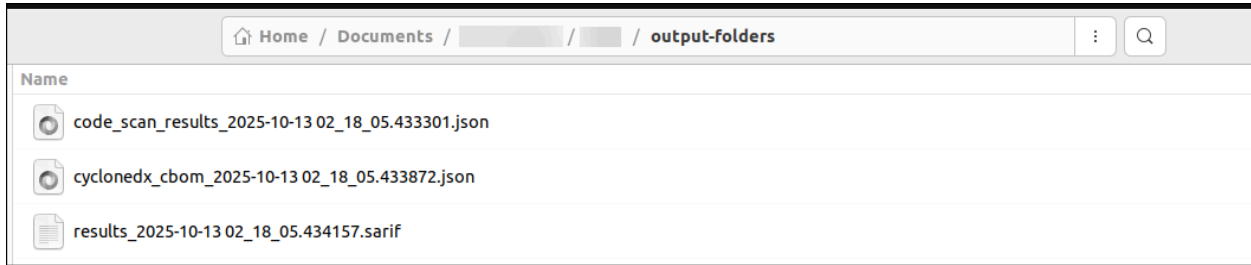 Home / Documents / / / output-folders
Name
code_scan_results_2025-10-13 02_18_05.433301.json
cyclonedx_cbom_2025-10-13 02_18_05.433872.json
results_2025-10-13 02_18_05.434157.sarif